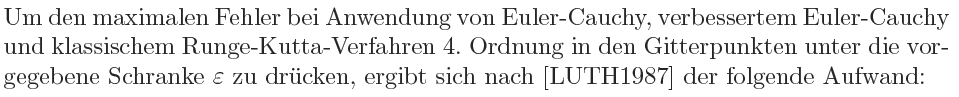 Um den maximalen Fehler bei Anwendung von Euler-Cauchy, verbessertem Euler-Cauchy
und klassischem Runge-Kutta-Verfahren 4. Ordnung in den Gitterpunkten unter die vor-
gegebene Schranke ε zu drücken, ergibt sich nach [LUTH1987] der folgende Aufwand: